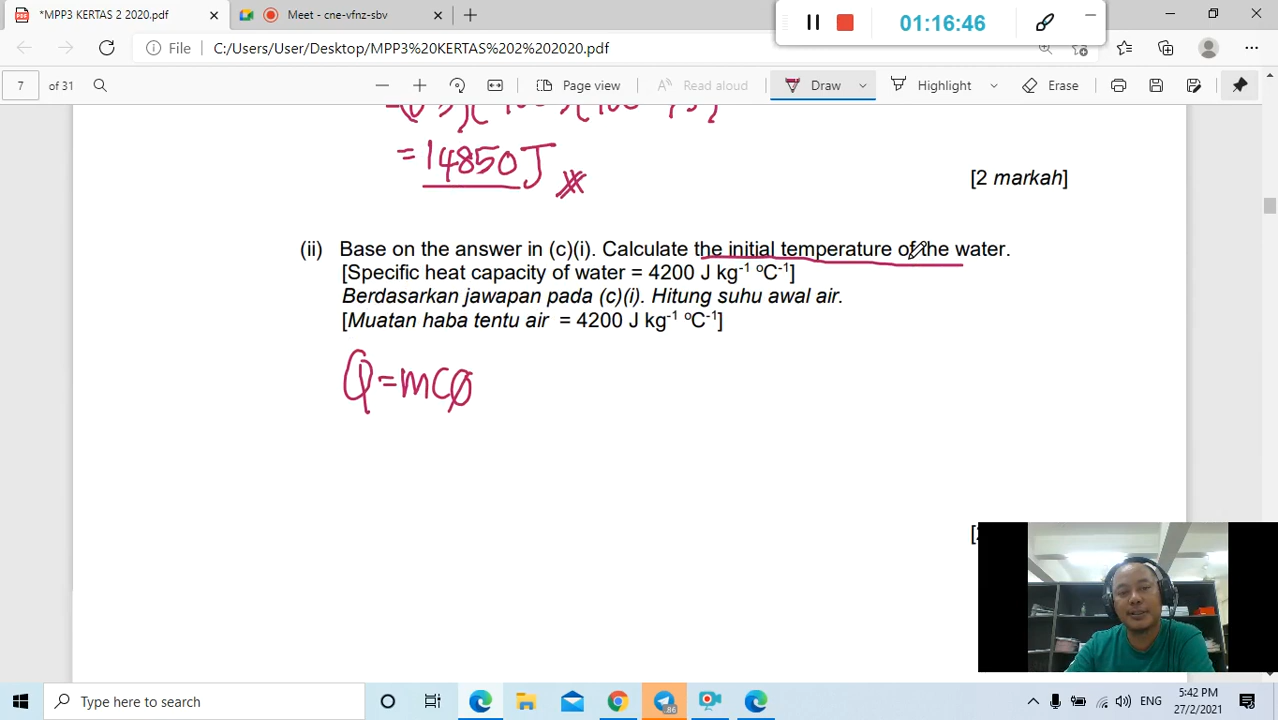 *MPP3 KERTAS 2 2020.pdf
Meet - cne-vfnz-sbv
01:16:46
File
C:/Users/User/Desktop/MPP3%20KERTAS%202%202020.pdf
7 of 31
Page view
Read aloud
Draw
Highlight
Erase
= 14850 J
[2 markah]
(ii) Base on the answer in (c)(i). Calculate the initial temperature of the water.
[Specific heat capacity of water = 4200 J kg⁻¹ ºC⁻¹]
Berdasarkan jawapan pada (c)(i). Hitung suhu awal air.
[Muatan haba tentu air = 4200 J kg⁻¹ ºC⁻¹]
Q=mcø
Type here to search
86
ENG
5:42 PM
27/2/2021